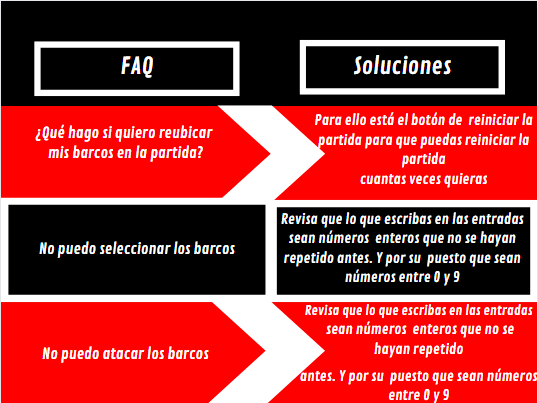 FAQ
Soluciones
¿Qué hago si quiero reubicar
mis barcos en la partida?
Para ello está el botón de reiniciar la
partida para que puedas reiniciar la
partida
cuantas veces quieras
No puedo seleccionar los barcos
Revisa que lo que escribas en las entradas
sean números enteros que no se hayan
repetido antes. Y por su puesto que sean
números entre 0 y 9
No puedo atacar los barcos
Revisa que lo que escribas en las entradas
sean números enteros que no se
hayan repetido
antes. Y por su puesto que sean números
entre 0 y 9